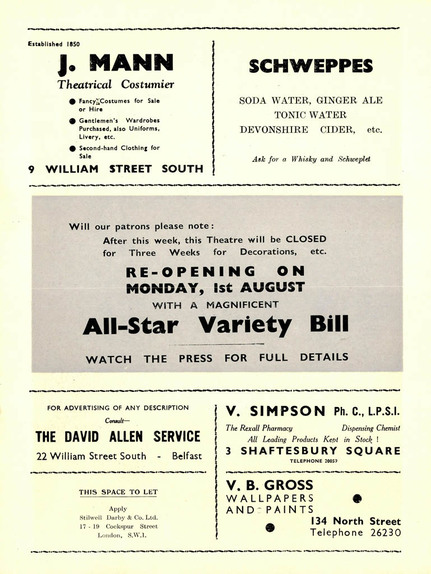 Established 1850
J. MANN
Theatrical Costumier
Fancy Costumes for Sale
or Hire
Gentlemen's Wardrobes
Purchased, also Uniforms,
Livery, etc.
Second-hand Clothing for
Sale
9 WILLIAM STREET SOUTH
SCHWEPPES
SODA WATER, GINGER ALE
TONIC WATER
DEVONSHIRE CIDER, etc.
Ask for a Whisky and Schweplet
Will our patrons please note:
After this week, this Theatre will be CLOSED
for Three Weeks for Decorations, etc.
RE-OPENING ON
MONDAY, 1st AUGUST
WITH A MAGNIFICENT
All-Star Variety Bill
WATCH THE PRESS FOR FULL DETAILS
FOR ADVERTISING OF ANY DESCRIPTION
Consult—
THE DAVID ALLEN SERVICE
22 William Street South - Belfast
V. SIMPSON Ph. C., L.P.S.I.
The Rexall Pharmacy Dispensing Chemist
All Leading Products Kept in Stock !
3 SHAFTESBURY SQUARE
TELEPHONE 20057
THIS SPACE TO LET
Apply
Stilwell Darby & Co. Ltd.
17 - 19 Cockspur Street
London, S.W.1.
V. B. GROSS
WALLPAPERS
AND PAINTS
134 North Street
Telephone 26230